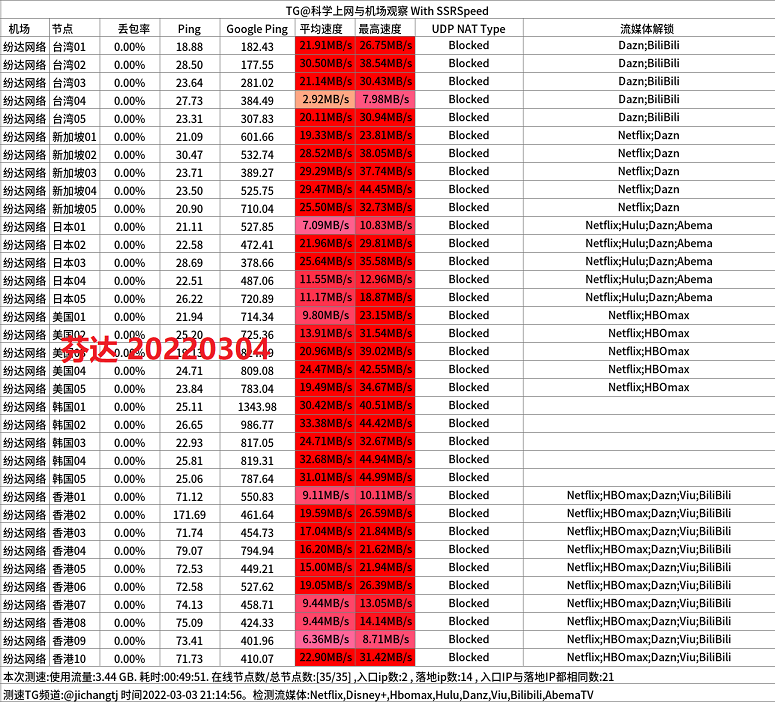 TG@科学上网与机场观察 With SSRSpeed
机场 节点 丢包率 Ping Google Ping 平均速度 最高速度 UDP NAT Type 流媒体解锁
纷达网络 台湾01 0.00% 18.88 182.43 21.91MB/s 26.75MB/s Blocked Dazn;BiliBili
纷达网络 台湾02 0.00% 28.50 177.55 30.50MB/s 38.54MB/s Blocked Dazn;BiliBili
纷达网络 台湾03 0.00% 23.64 281.02 21.14MB/s 30.43MB/s Blocked Dazn;BiliBili
纷达网络 台湾04 0.00% 27.73 384.49 2.92MB/s 7.98MB/s Blocked Dazn;BiliBili
纷达网络 台湾05 0.00% 23.31 307.83 20.11MB/s 30.94MB/s Blocked Dazn;BiliBili
纷达网络 新加坡01 0.00% 21.09 601.66 19.33MB/s 23.81MB/s Blocked Netflix;Dazn
纷达网络 新加坡02 0.00% 30.47 532.74 28.52MB/s 38.05MB/s Blocked Netflix;Dazn
纷达网络 新加坡03 0.00% 23.71 389.27 29.29MB/s 37.74MB/s Blocked Netflix;Dazn
纷达网络 新加坡04 0.00% 23.50 525.75 29.47MB/s 44.45MB/s Blocked Netflix;Dazn
纷达网络 新加坡05 0.00% 20.90 710.04 25.50MB/s 32.73MB/s Blocked Netflix;Dazn
纷达网络 日本01 0.00% 21.11 527.85 7.09MB/s 10.83MB/s Blocked Netflix;Hulu;Dazn;Abema
纷达网络 日本02 0.00% 22.58 472.41 21.96MB/s 29.81MB/s Blocked Netflix;Hulu;Dazn;Abema
纷达网络 日本03 0.00% 28.69 378.66 25.64MB/s 35.58MB/s Blocked Netflix;Hulu;Dazn;Abema
纷达网络 日本04 0.00% 22.51 487.06 11.55MB/s 12.96MB/s Blocked Netflix;Hulu;Dazn;Abema
纷达网络 日本05 0.00% 26.22 720.89 11.17MB/s 18.87MB/s Blocked Netflix;Hulu;Dazn;Abema
纷达网络 美国01 0.00% 21.94 714.34 9.80MB/s 23.15MB/s Blocked Netflix;HBOmax
纷达网络 美国02 0.00% 25.20 725.36 13.91MB/s 31.54MB/s Blocked Netflix;HBOmax
芬达 20220304
纷达网络 美国03 0.00% 20.96MB/s 39.02MB/s Blocked Netflix;HBOmax
纷达网络 美国04 0.00% 24.71 809.08 24.47MB/s 42.55MB/s Blocked Netflix;HBOmax
纷达网络 美国05 0.00% 23.84 783.04 19.49MB/s 34.67MB/s Blocked Netflix;HBOmax
纷达网络 韩国01 0.00% 25.11 1343.98 30.42MB/s 40.51MB/s Blocked
纷达网络 韩国02 0.00% 26.65 986.77 33.38MB/s 44.42MB/s Blocked
纷达网络 韩国03 0.00% 22.93 817.05 24.71MB/s 32.67MB/s Blocked
纷达网络 韩国04 0.00% 25.81 819.31 32.68MB/s 44.94MB/s Blocked
纷达网络 韩国05 0.00% 25.06 787.64 31.01MB/s 44.99MB/s Blocked
纷达网络 香港01 0.00% 71.12 550.83 9.11MB/s 10.11MB/s Blocked Netflix;HBOmax;Dazn;Viu;BiliBili
纷达网络 香港02 0.00% 171.69 461.64 19.59MB/s 26.59MB/s Blocked Netflix;HBOmax;Dazn;Viu;BiliBili
纷达网络 香港03 0.00% 71.74 454.73 17.04MB/s 21.84MB/s Blocked Netflix;HBOmax;Dazn;Viu;BiliBili
纷达网络 香港04 0.00% 79.07 794.94 16.20MB/s 21.62MB/s Blocked Netflix;HBOmax;Dazn;Viu;BiliBili
纷达网络 香港05 0.00% 72.53 449.21 15.00MB/s 21.94MB/s Blocked Netflix;HBOmax;Dazn;Viu;BiliBili
纷达网络 香港06 0.00% 72.58 527.62 19.05MB/s 26.39MB/s Blocked Netflix;HBOmax;Dazn;Viu;BiliBili
纷达网络 香港07 0.00% 74.13 458.71 9.44MB/s 13.05MB/s Blocked Netflix;HBOmax;Dazn;Viu;BiliBili
纷达网络 香港08 0.00% 75.09 424.33 9.44MB/s 14.14MB/s Blocked Netflix;HBOmax;Dazn;Viu;BiliBili
纷达网络 香港09 0.00% 73.41 401.96 6.36MB/s 8.71MB/s Blocked Netflix;HBOmax;Dazn;Viu;BiliBili
纷达网络 香港10 0.00% 71.73 410.07 22.90MB/s 31.42MB/s Blocked Netflix;HBOmax;Dazn;Viu;BiliBili
本次测速:使用流量:3.44 GB. 耗时:00:49:51. 在线节点数/总节点数:[35/35] ,入口ip数:2 , 落地ip数:14 , 入口IP与落地IP都相同数:21
测速TG频道:@jichangtj 时间2022-03-03 21:14:56。检测流媒体:Netflix,Disney+,Hbomax,Hulu,Danz,Viu,Bilibili,AbemaTV